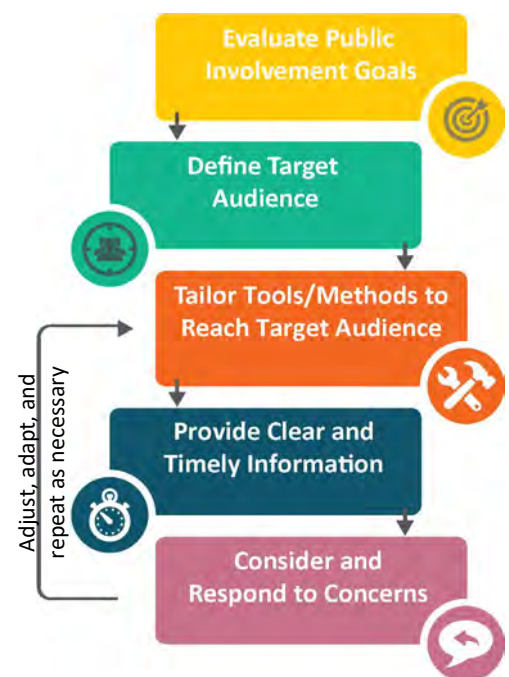 Evaluate Public
Involvement Goals
Define Target
Audience
Tailor Tools/Methods to
Reach Target Audience
Provide Clear and
Timely Information
Consider and
Respond to Concerns
Adjust, adapt, and
repeat as necessary